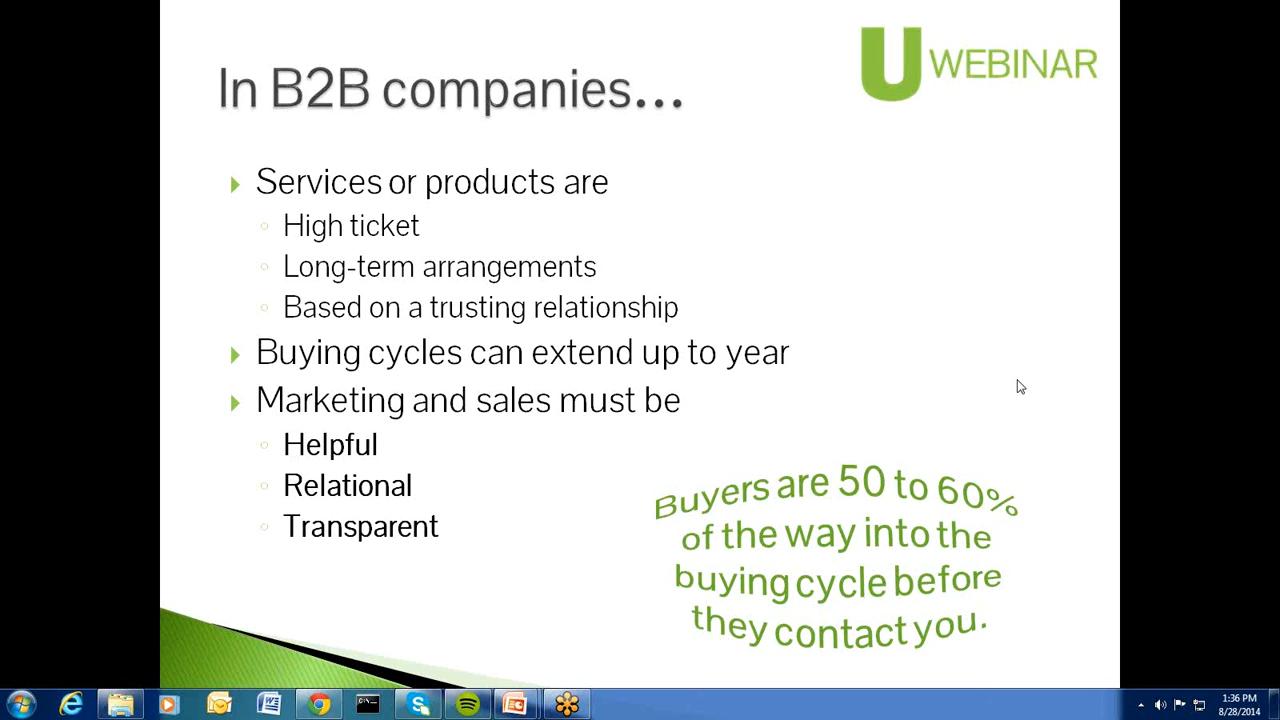 U WEBINAR
In B2B companies...
Services or products are
High ticket
Long-term arrangements
Based on a trusting relationship
Buying cycles can extend up to year
Marketing and sales must be
Helpful
Relational
Transparent
Buyers are 50 to 60%
of the way into the
buying cycle before
they contact you.
1:36 PM
8/28/2014